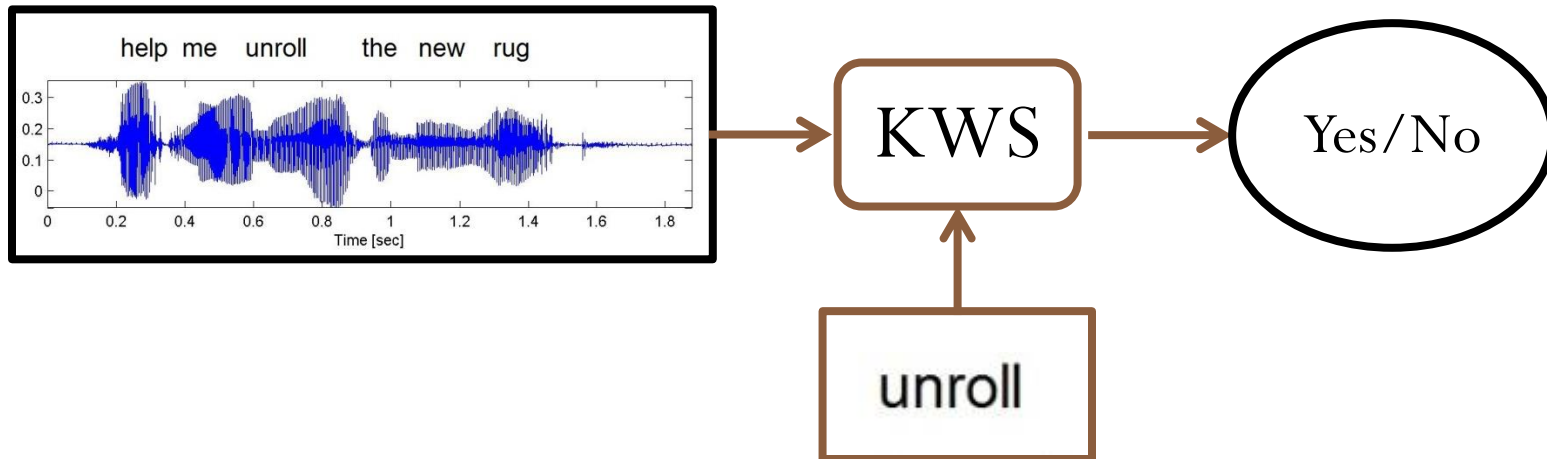 help me unroll the new rug
0.3
0.2
0.1
0
0 0.2 0.4 0.6 0.8 1 1.2 1.4 1.6 1.8
Time [sec]
KWS
Yes/No
unroll